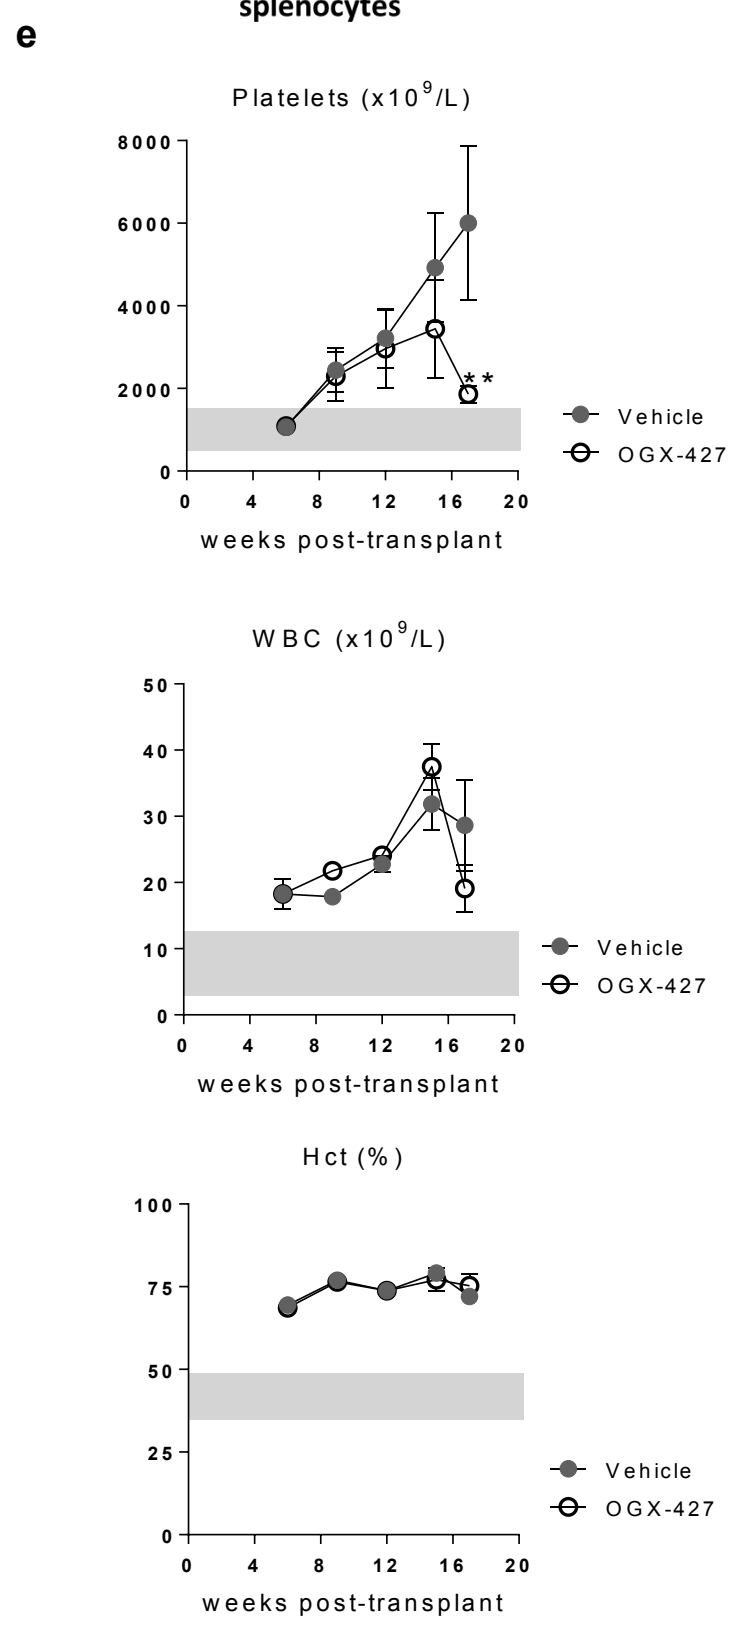 splenocytes
e
Platelets (x10⁹/L)
8000
6000
4000
2000
0
**
0 4 8 12 16 20
weeks post-transplant
Vehicle
OGX-427
WBC (x10⁹/L)
50
40
30
20
10
0
0 4 8 12 16 20
weeks post-transplant
Vehicle
OGX-427
Hct (%)
100
75
50
25
0
0 4 8 12 16 20
weeks post-transplant
Vehicle
OGX-427